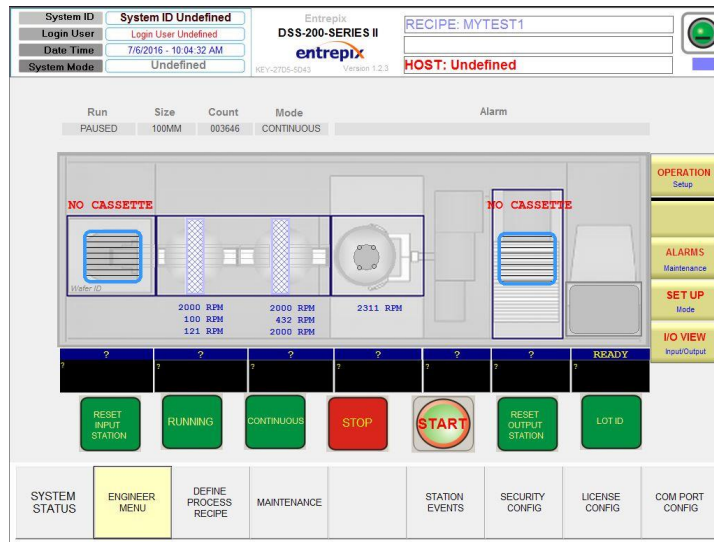 System ID
System ID Undefined
Login User
Login User Undefined
Date Time
7/6/2016 - 10:04:32 AM
System Mode
Undefined
Entrepix
DSS-200-SERIES II
entrepix
KEY-27D5-5D43
Version 1.2.3
RECIPE: MYTEST1
HOST: Undefined
Run Size Count Mode Alarm
PAUSED 100MM 003646 CONTINUOUS
NO CASSETTE
NO CASSETTE
Wafer ID
2000 RPM 2000 RPM 2311 RPM
100 RPM 432 RPM
121 RPM 2000 RPM
OPERATION
Setup
ALARMS
Maintenance
SET UP
Mode
I/O VIEW
Input/Output
? ? ? ? ? ? READY
? ? ? ? ? ? ?
RESET
INPUT
STATION
RUNNING
CONTINUOUS
STOP
START
RESET
OUTPUT
STATION
LOT ID
SYSTEM
STATUS
ENGINEER
MENU
DEFINE
PROCESS
RECIPE
MAINTENANCE
STATION
EVENTS
SECURITY
CONFIG
LICENSE
CONFIG
COM PORT
CONFIG